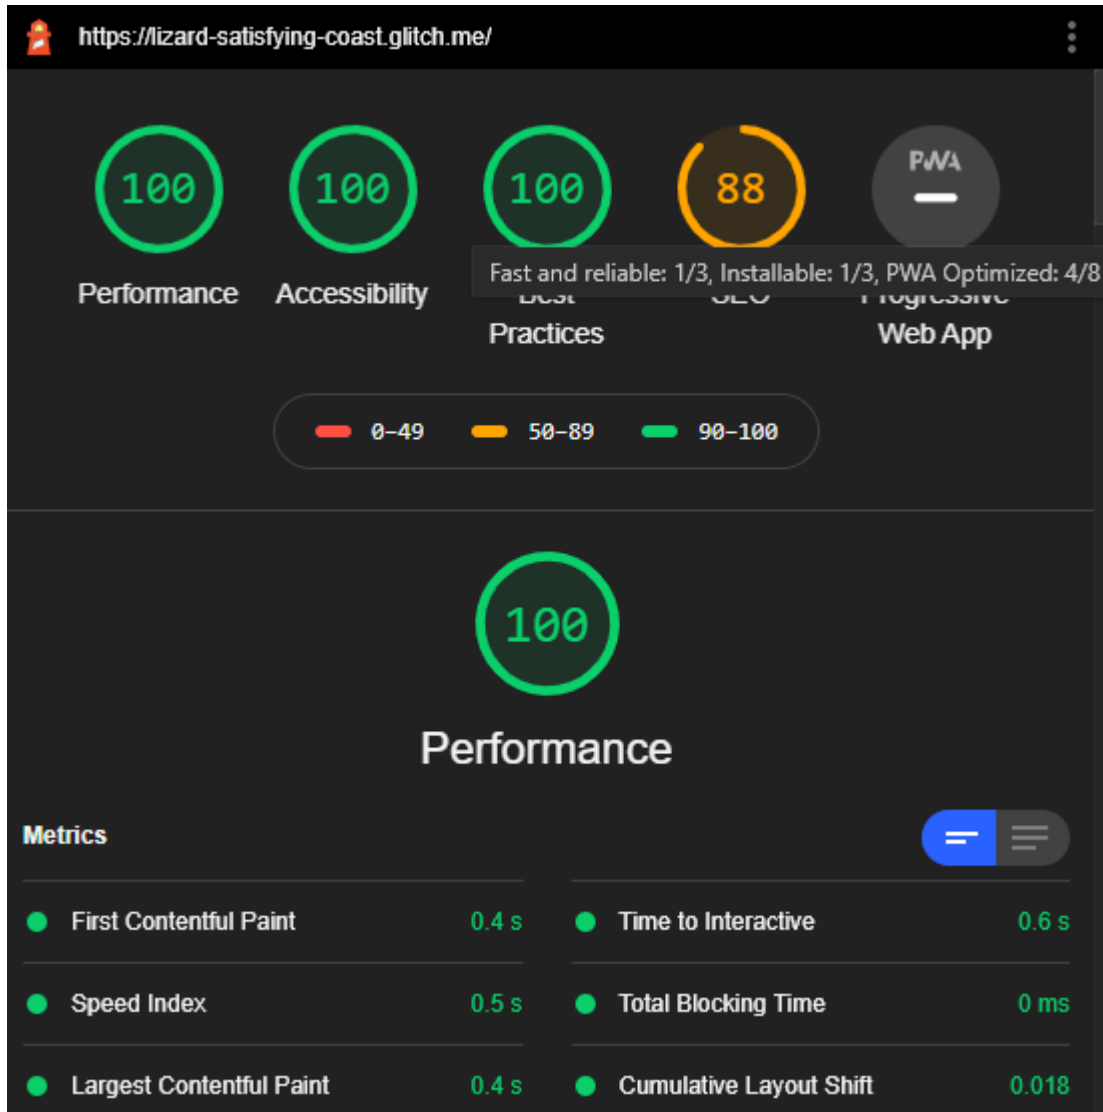 https://lizard-satisfying-coast.glitch.me/
100
100
100
88
PWA
Fast and reliable: 1/3, Installable: 1/3, PWA Optimized: 4/8
Performance
Accessibility
Best
Practices
SEO
Progressive
Web App
0–49
50–89
90–100
100
Performance
Metrics
First Contentful Paint 0.4 s
Time to Interactive 0.6 s
Speed Index 0.5 s
Total Blocking Time 0 ms
Largest Contentful Paint 0.4 s
Cumulative Layout Shift 0.018